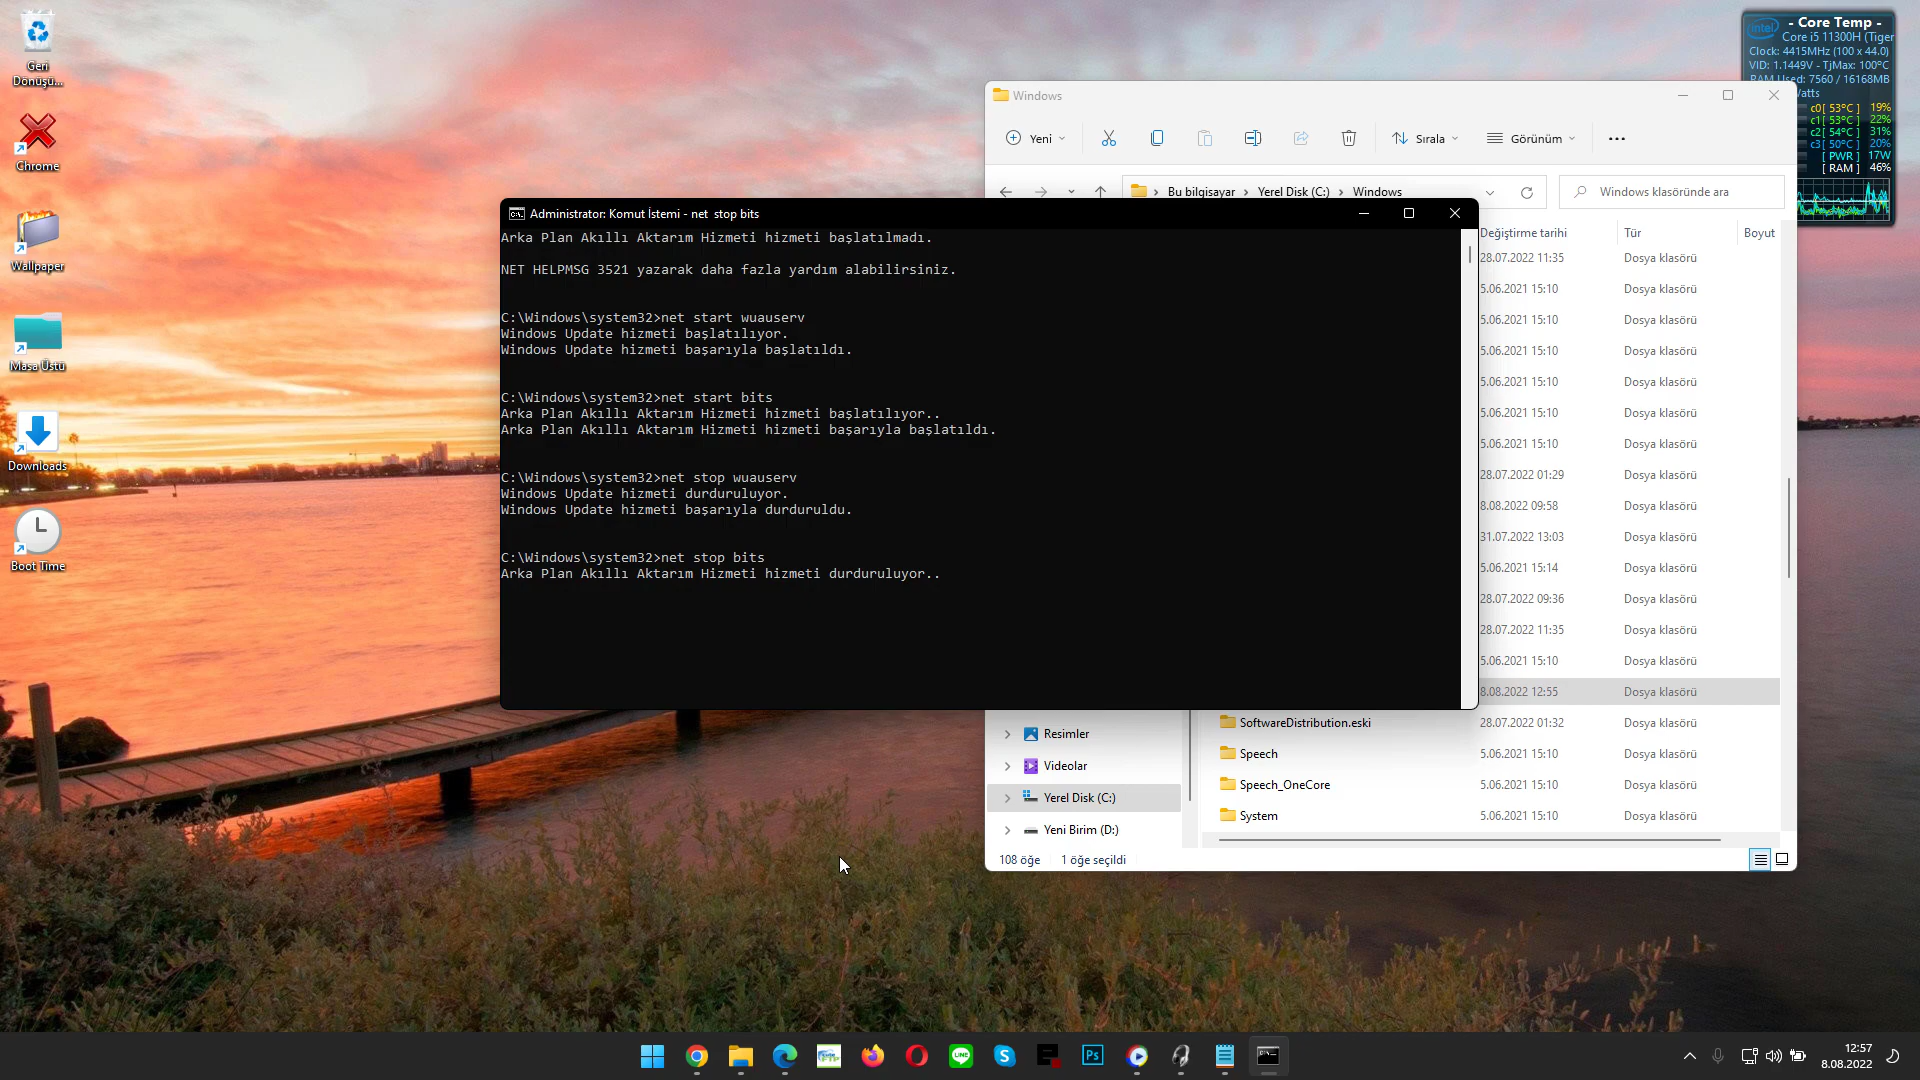 Geri
Dönüşü...
Chrome
Wallpaper
Masa Üstü
Downloads
Boot Time
intel
- Core Temp -
Core i5 11300H (Tiger
Clock: 4415MHz (100 x 44.0)
VID: 1.1449V - TjMax: 100°C
RAM Used: 7560 / 16168MB
c0[ 53°C ] 19%
c1[ 53°C ] 22%
c2[ 54°C ] 31%
c3[ 50°C ] 20%
[ PWR ] 17W
[ RAM ] 46%
Windows
Yeni
Sırala
Görünüm
Bu bilgisayar
Yerel Disk (C:)
Windows
Windows klasöründe ara
Değiştirme tarihi
Tür
Boyut
28.07.2022 11:35 Dosya klasörü
5.06.2021 15:10 Dosya klasörü
5.06.2021 15:10 Dosya klasörü
5.06.2021 15:10 Dosya klasörü
5.06.2021 15:10 Dosya klasörü
5.06.2021 15:10 Dosya klasörü
5.06.2021 15:10 Dosya klasörü
28.07.2022 01:29 Dosya klasörü
8.08.2022 09:58 Dosya klasörü
31.07.2022 13:03 Dosya klasörü
5.06.2021 15:14 Dosya klasörü
28.07.2022 09:36 Dosya klasörü
28.07.2022 11:35 Dosya klasörü
5.06.2021 15:10 Dosya klasörü
8.08.2022 12:55 Dosya klasörü
SoftwareDistribution.eski 28.07.2022 01:32 Dosya klasörü
Speech 5.06.2021 15:10 Dosya klasörü
Speech_OneCore 5.06.2021 15:10 Dosya klasörü
System 5.06.2021 15:10 Dosya klasörü
Resimler
Videolar
Yerel Disk (C:)
Yeni Birim (D:)
108 öğe
1 öğe seçildi
Administrator: Komut İstemi - net stop bits
Arka Plan Akıllı Aktarım Hizmeti hizmeti başlatılmadı.
NET HELPMSG 3521 yazarak daha fazla yardım alabilirsiniz.
C:\Windows\system32>net start wuauserv
Windows Update hizmeti başlatılıyor.
Windows Update hizmeti başarıyla başlatıldı.
C:\Windows\system32>net start bits
Arka Plan Akıllı Aktarım Hizmeti hizmeti başlatılıyor..
Arka Plan Akıllı Aktarım Hizmeti hizmeti başarıyla başlatıldı.
C:\Windows\system32>net stop wuauserv
Windows Update hizmeti durduruluyor.
Windows Update hizmeti başarıyla durduruldu.
C:\Windows\system32>net stop bits
Arka Plan Akıllı Aktarım Hizmeti hizmeti durduruluyor..
LINE
Ps
12:57
8.08.2022